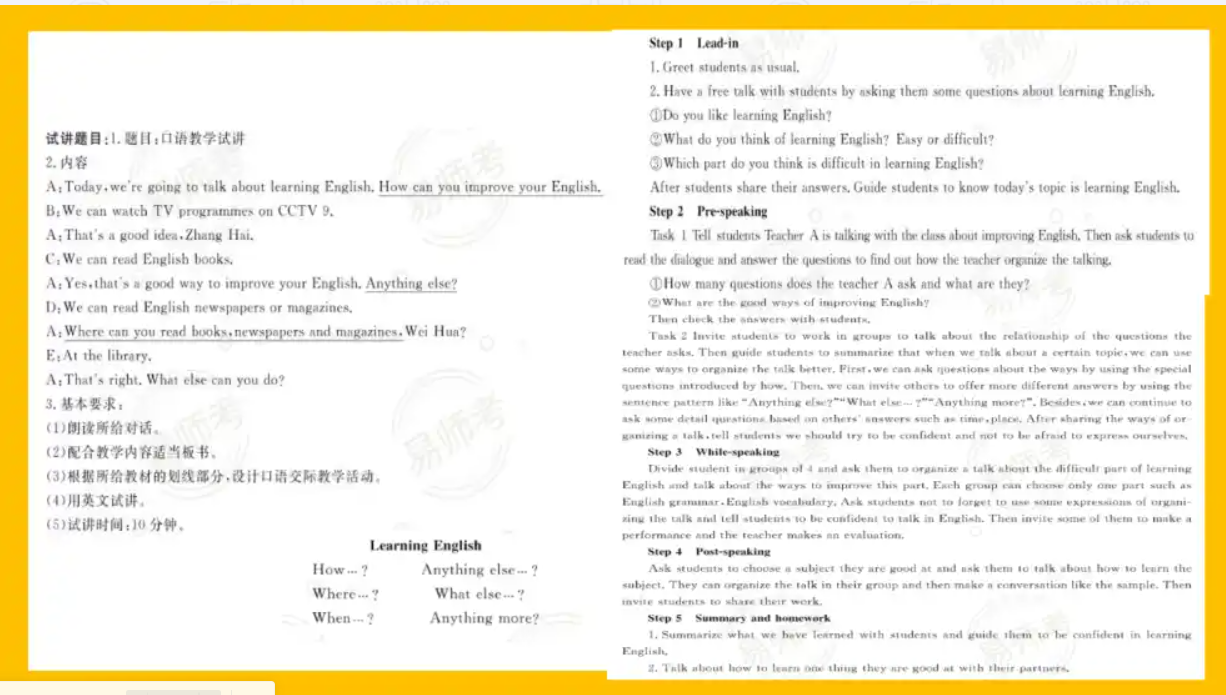 试讲题目:1. 题目:口语教学试讲
2. 内容
A:Today,we're going to talk about learning English. How can you improve your English.
B:We can watch TV programmes on CCTV 9.
A:That's a good idea,Zhang Hai.
C:We can read English books.
A:Yes,that's a good way to improve your English. Anything else?
D:We can read English newspapers or magazines.
A:Where can you read books,newspapers and magazines,Wei Hua?
E:At the library.
A:That's right. What else can you do?
3. 基本要求:
(1)朗读所给对话。
(2)配合教学内容适当板书。
(3)根据所给教材的划线部分,设计口语交际教学活动。
(4)用英文试讲。
(5)试讲时间:10 分钟。
Learning English
How…? Anything else…?
Where…? What else…?
When…? Anything more?
Step 1 Lead-in
1. Greet students as usual.
2. Have a free talk with students by asking them some questions about learning English.
①Do you like learning English?
②What do you think of learning English? Easy or difficult?
③Which part do you think is difficult in learning English?
After students share their answers. Guide students to know today's topic is learning English.
Step 2 Pre-speaking
Task 1 Tell students Teacher A is talking with the class about improving English. Then ask students to
read the dialogue and answer the questions to find out how the teacher organize the talking.
①How many questions does the teacher A ask and what are they?
②What are the good ways of improving English?
Then check the answers with students.
Task 2 Invite students to work in groups to talk about the relationship of the questions the
teacher asks. Then guide students to summarize that when we talk about a certain topic,we can use
some ways to organize the talk better. First,we can ask questions about the ways by using the special
questions introduced by how. Then, we can invite others to offer more different answers by using the
sentence pattern like "Anything else?""What else…?""Anything more?". Besides,we can continue to
ask some detail questions based on others' answers such as time,place. After sharing the ways of or-
ganizing a talk,tell students we should try to be confident and not to be afraid to express ourselves.
Step 3 While-speaking
Divide student in groups of 4 and ask them to organize a talk about the difficult part of learning
English and talk about the ways to improve this part. Each group can choose only one part such as
English grammar,English vocabulary. Ask students not to forget to use some expressions of organi-
zing the talk and tell students to be confident to talk in English. Then invite some of them to make a
performance and the teacher makes an evaluation.
Step 4 Post-speaking
Ask students to choose a subject they are good at and ask them to talk about how to learn the
subject. They can organize the talk in their group and then make a conversation like the sample. Then
invite students to share their work.
Step 5 Summary and homework
1. Summarize what we have learned with students and guide them to be confident in learning
English.
2. Talk about how to learn one thing they are good at with their partners.
易师考
易师考
易师考
易师考